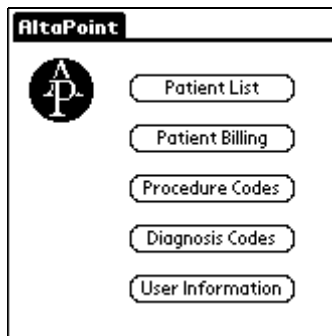 AltaPoint
AP
Patient List
Patient Billing
Procedure Codes
Diagnosis Codes
User Information